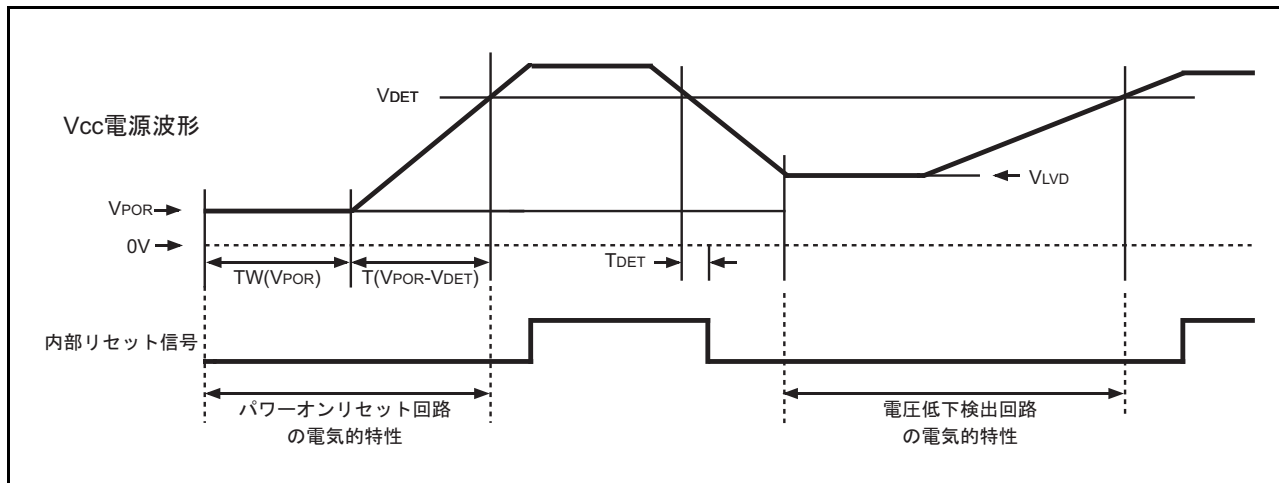 VDET
Vcc電源波形
VLVD
VPOR
0V
TDET
TW(VPOR)
T(VPOR-VDET)
内部リセット信号
パワーオンリセット回路
の電気的特性
電圧低下検出回路
の電気的特性